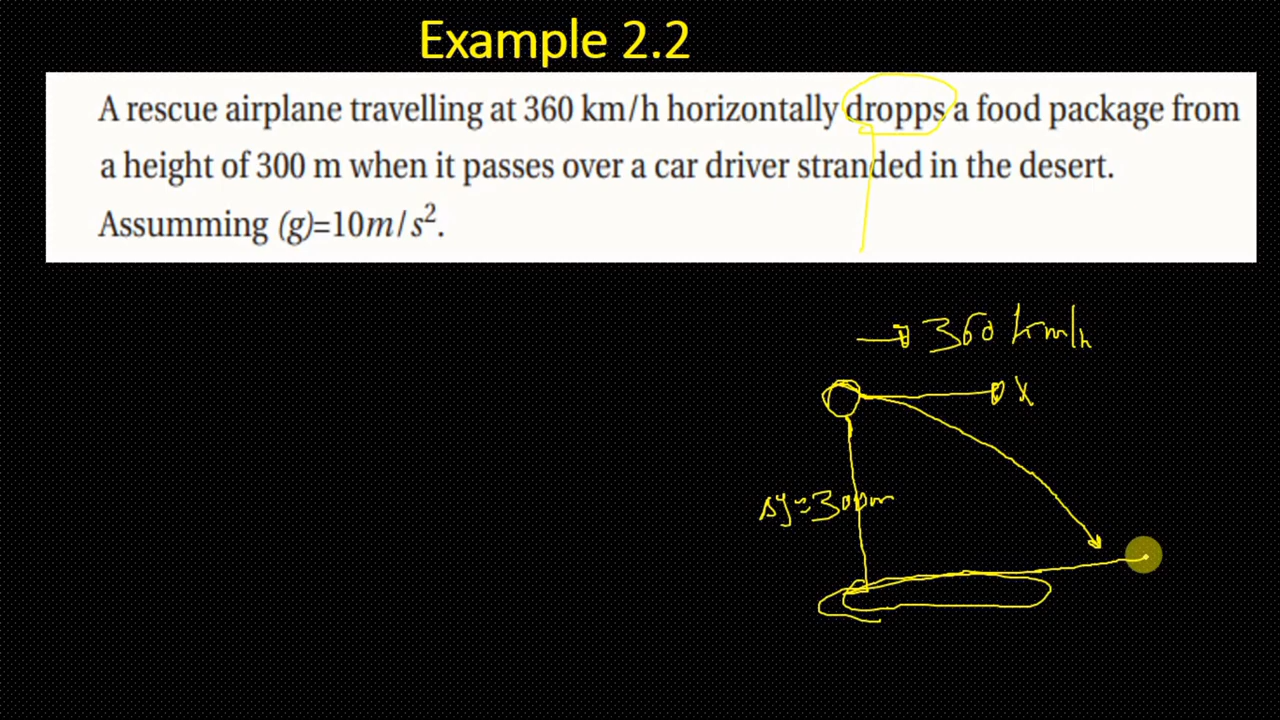 Example 2.2
A rescue airplane travelling at 360 km/h horizontally dropps a food package from
a height of 300 m when it passes over a car driver stranded in the desert.
Assumming (g)=10m/s².
360 km/h
x
Δy=300m